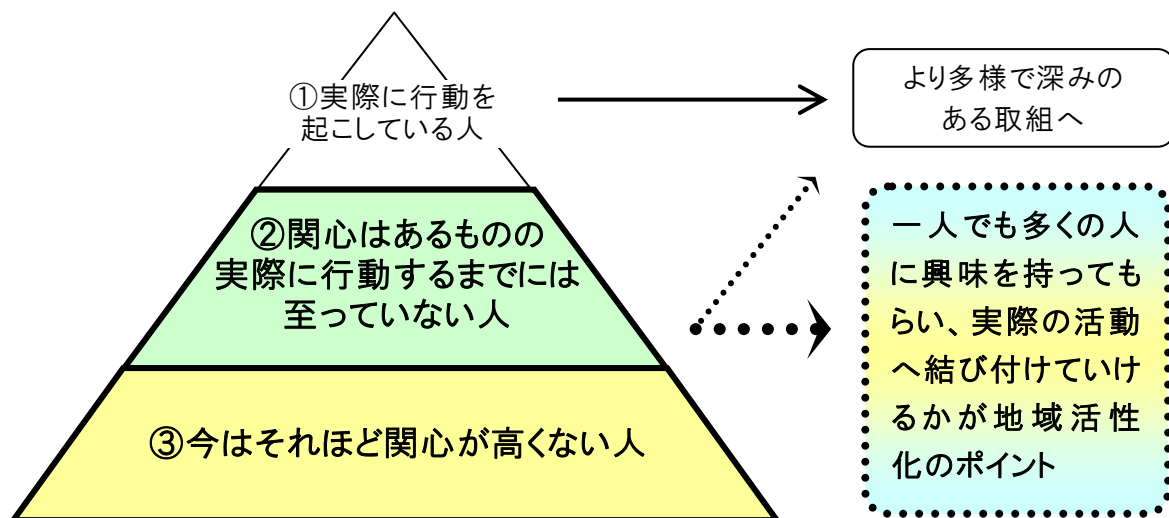 ①実際に行動を
起こしている人
より多様で深みの
ある取組へ
②関心はあるものの
実際に行動するまでには
至っていない人
一人でも多くの人
に興味を持っても
らい、実際の活動
へ結び付けていけ
るかが地域活性
化のポイント
③今はそれほど関心が高くない人